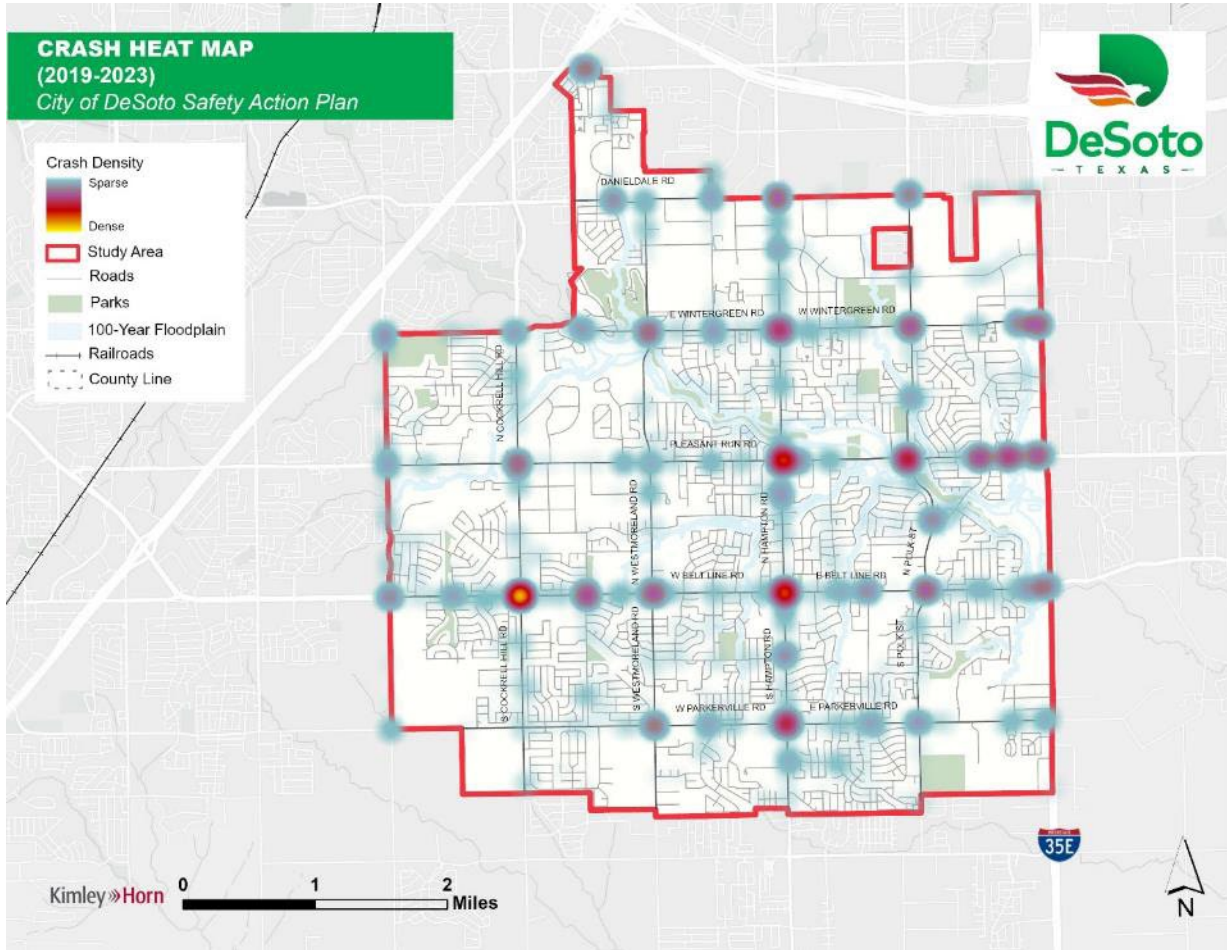 CRASH HEAT MAP
(2019-2023)
City of DeSoto Safety Action Plan
DeSoto
TEXAS
Crash Density
Sparse
Dense
Study Area
Roads
Parks
100-Year Floodplain
Railroads
County Line
DANIELDALE RD
E WINTERGREEN RD
W WINTERGREEN RD
N COCKRELL HILL RD
PLEASANT RUN RD
N WESTMORELAND RD
N HAMPTON RD
N POLK ST
W BELT LINE RD
E BELT LINE RD
S COCKRELL HILL RD
S WESTMORELAND RD
S HAMPTON RD
S POLK ST
W PARKERVILLE RD
E PARKERVILLE RD
35E
Kimley»Horn
0 1 2
Miles
N